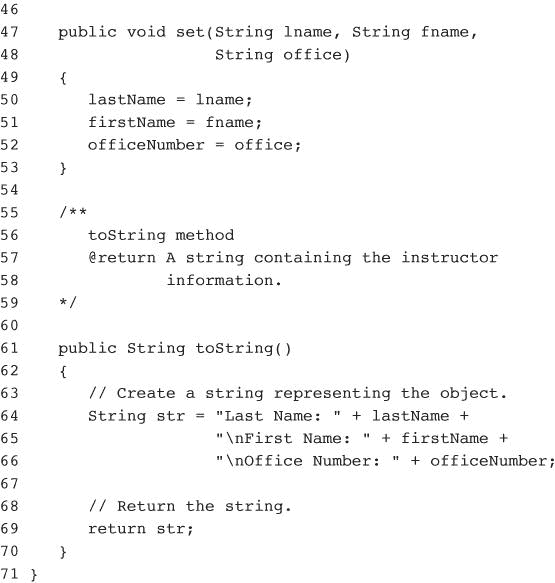 46
47    public void set(String lname, String fname,
48                    String office)
49    {
50       lastName = lname;
51       firstName = fname;
52       officeNumber = office;
53    }
54
55    /**
56       toString method
57       @return A string containing the instructor
58               information.
59    */
60
61    public String toString()
62    {
63       // Create a string representing the object.
64       String str = "Last Name: " + lastName +
65                    "\nFirst Name: " + firstName +
66                    "\nOffice Number: " + officeNumber;
67
68       // Return the string.
69       return str;
70    }
71 }